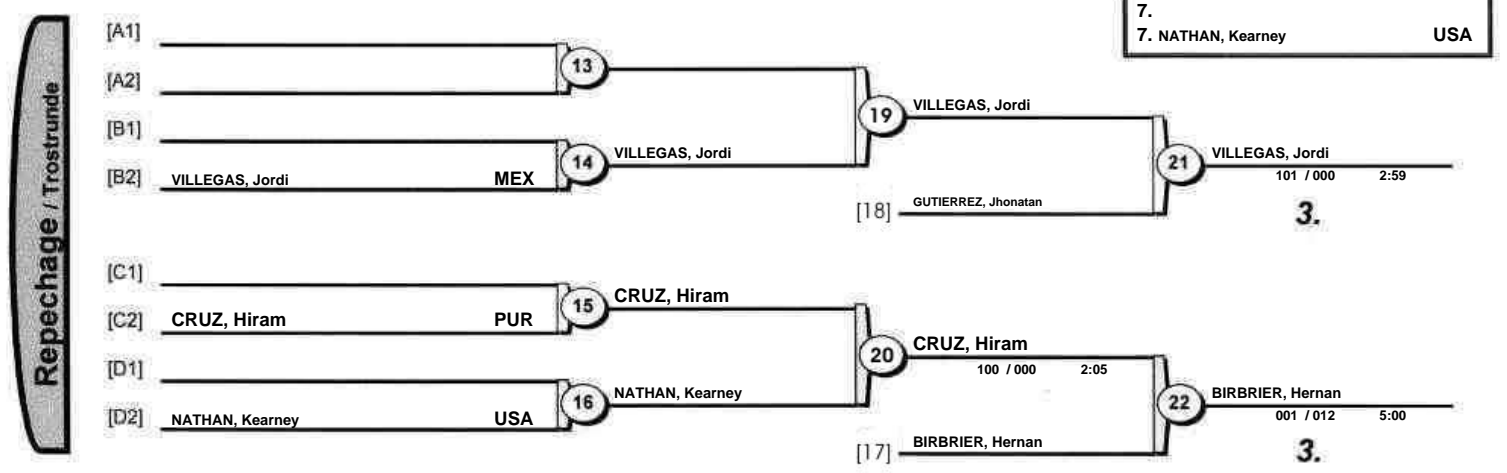 7.
7. NATHAN, Kearney USA
Repechage / Trostrunde
[A1]
13
[A2]
19 VILLEGAS, Jordi
[B1]
14 VILLEGAS, Jordi
21 VILLEGAS, Jordi
101 / 000 2:59
[B2] VILLEGAS, Jordi MEX
[18] GUTIERREZ, Jhonatan
3.
[C1]
15 CRUZ, Hiram
[C2] CRUZ, Hiram PUR
20 CRUZ, Hiram
100 / 000 2:05
[D1]
16 NATHAN, Kearney
22 BIRBRIER, Hernan
001 / 012 5:00
[D2] NATHAN, Kearney USA
[17] BIRBRIER, Hernan
3.